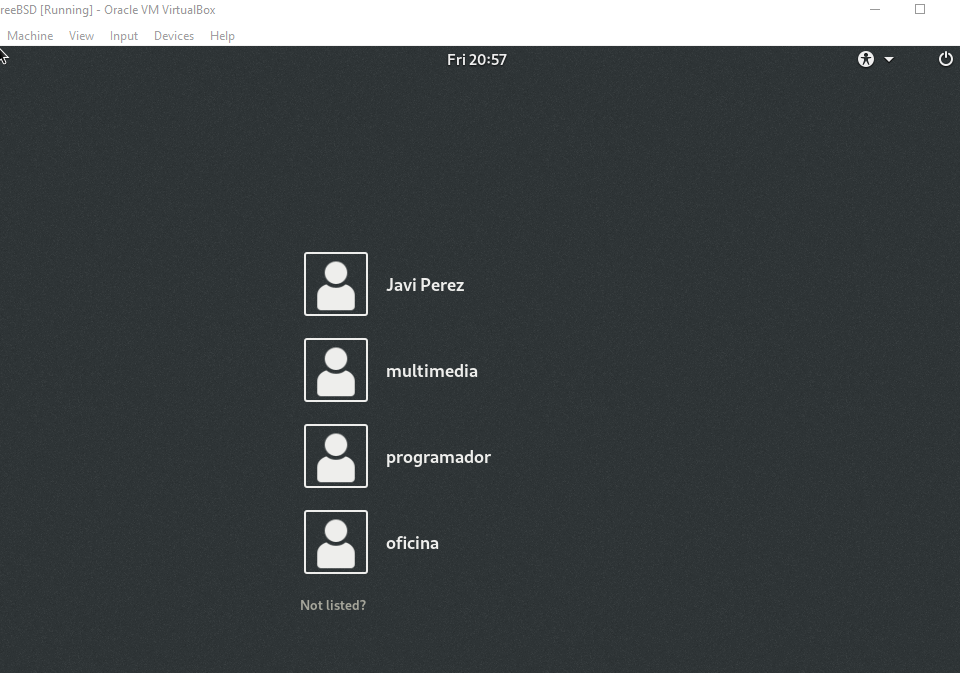 reeBSD [Running] - Oracle VM VirtualBox
Machine View Input Devices Help
Fri 20:57
Javi Perez
multimedia
programador
oficina
Not listed?